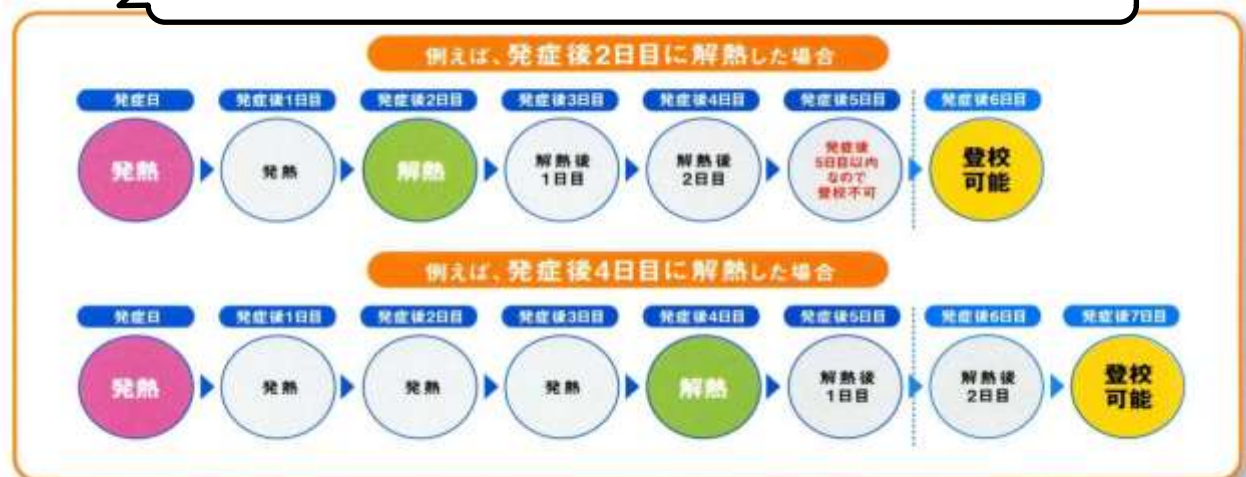 例えば、発症後2日目に解熱した場合
発症日 発症後1日目 発症後2日目 発症後3日目 発症後4日目 発症後5日目 発症後6日目
発熱 発熱 解熱 解熱後 1日目 解熱後 2日目 発症後 5日目以内 なので 登校不可 登校 可能
例えば、発症後4日目に解熱した場合
発症日 発症後1日目 発症後2日目 発症後3日目 発症後4日目 発症後5日目 発症後6日目 発症後7日目
発熱 発熱 発熱 発熱 解熱 解熱後 1日目 解熱後 2日目 登校 可能